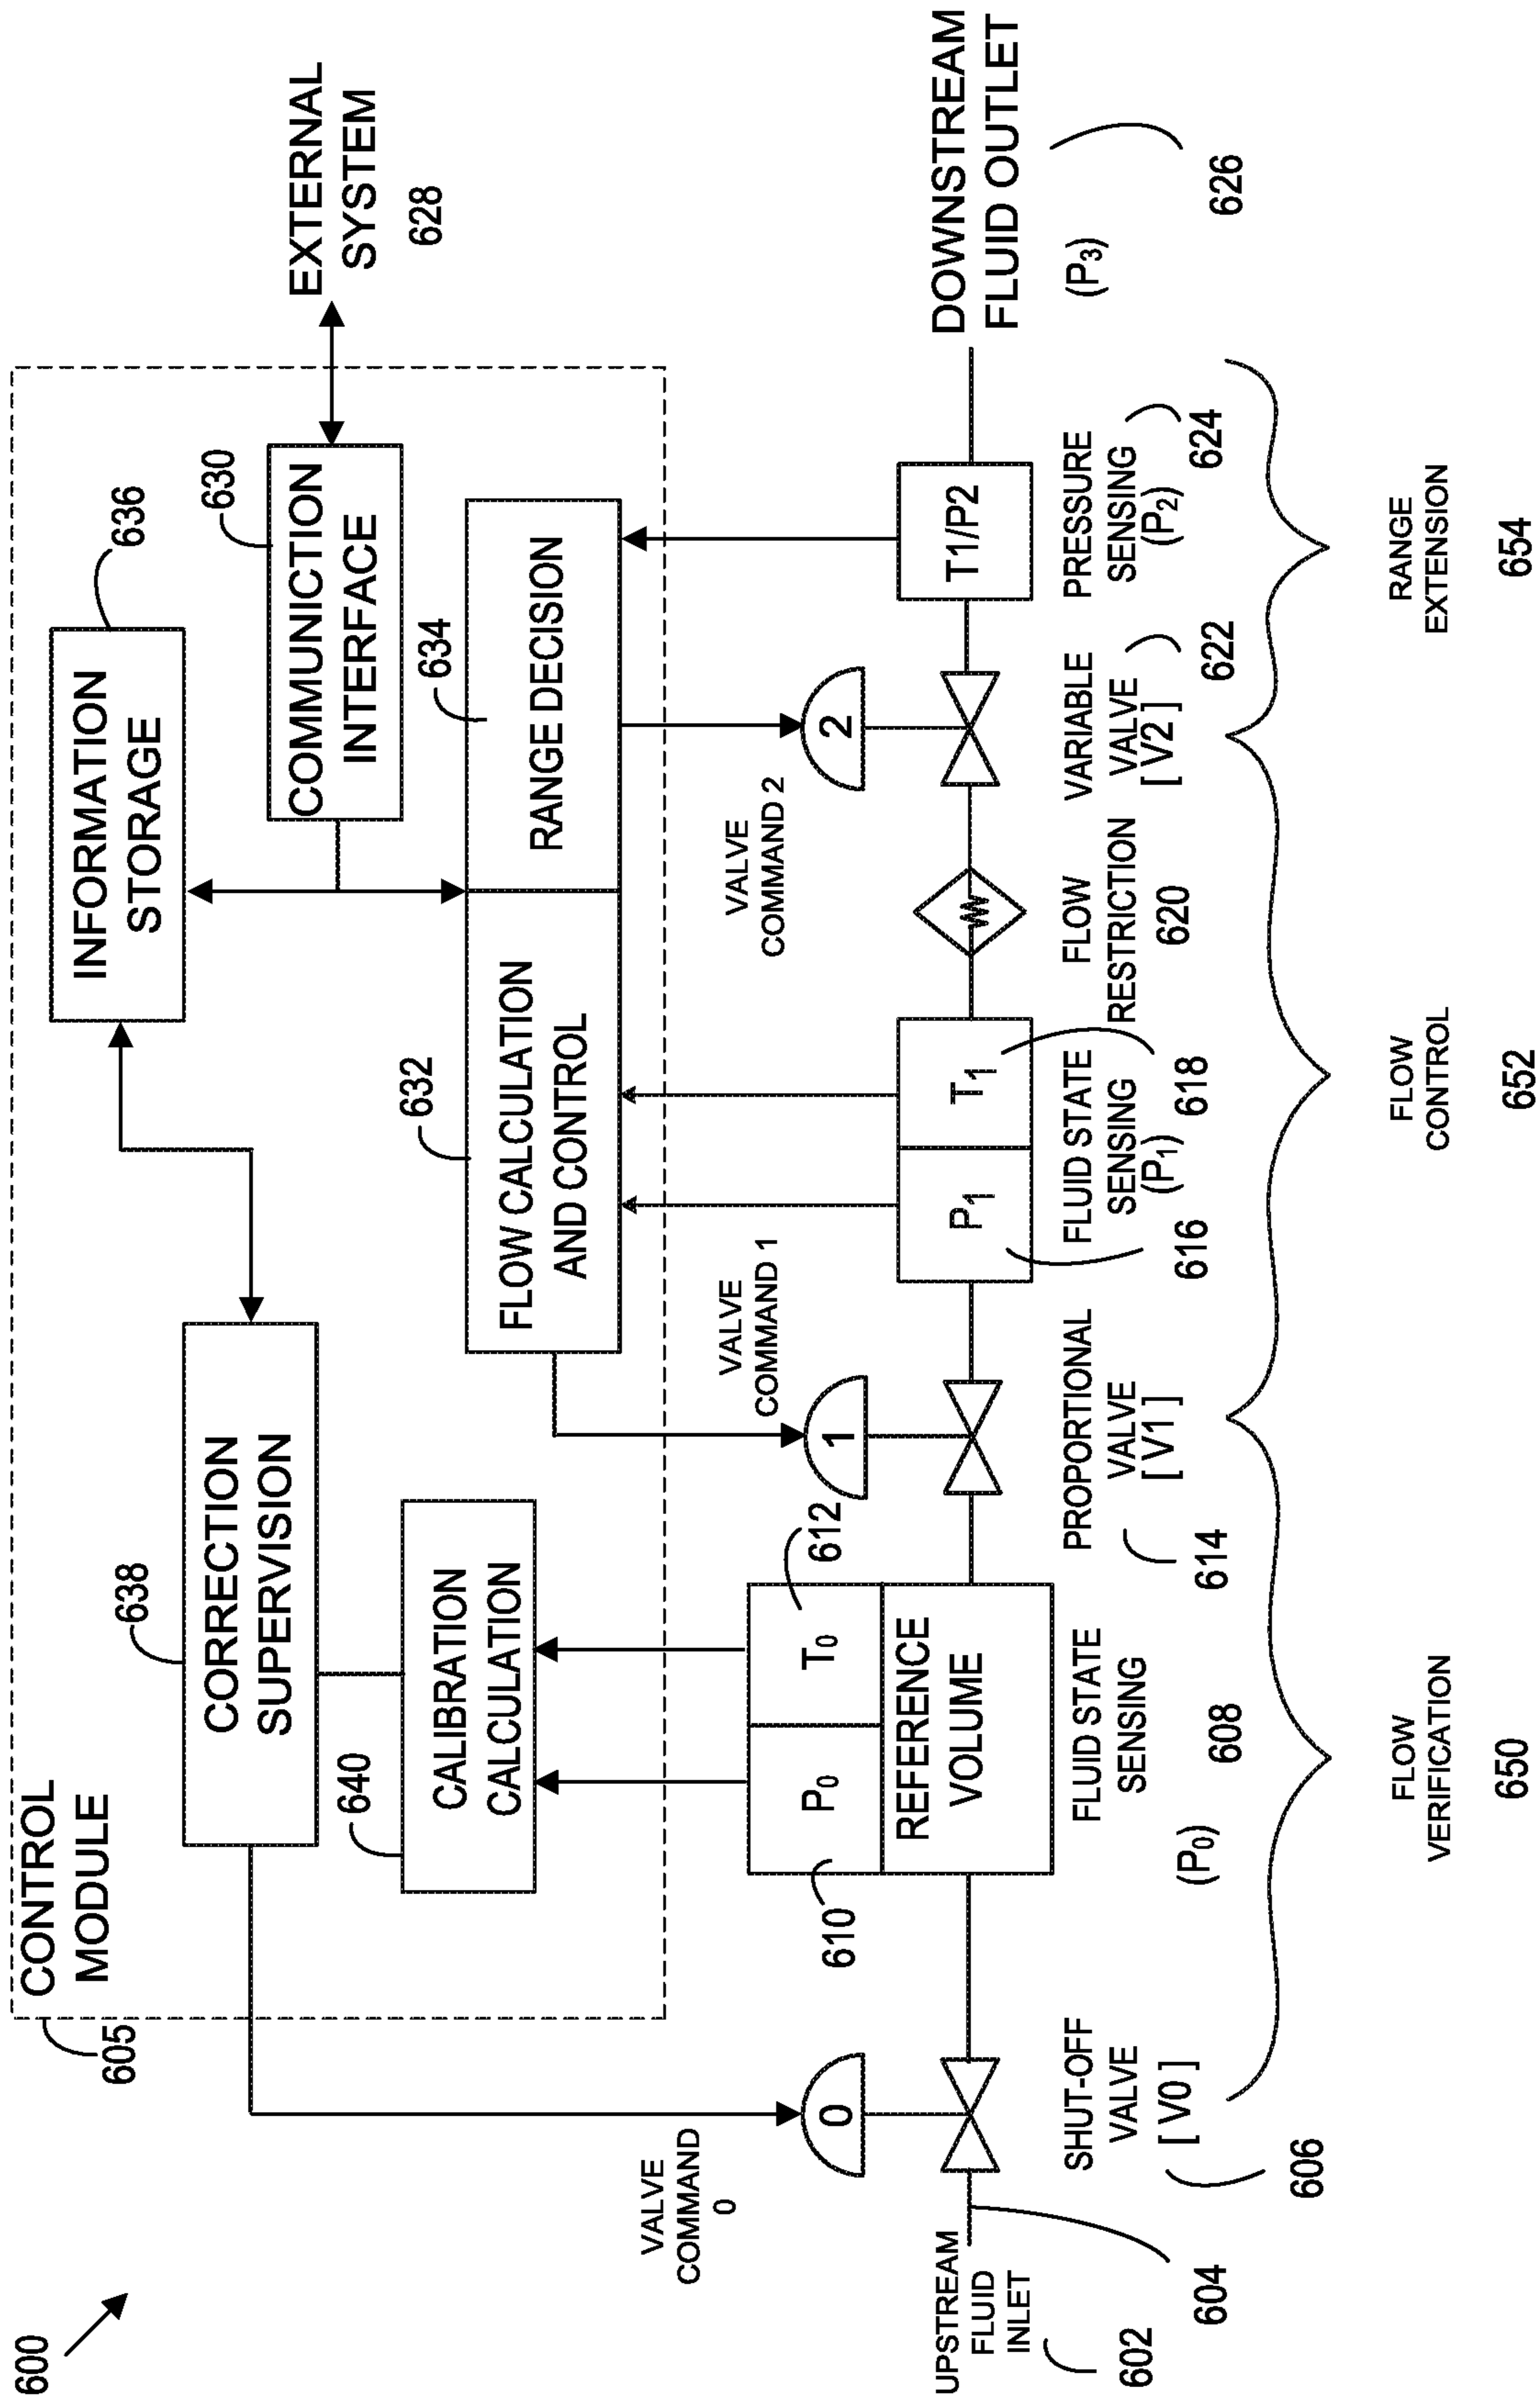 600
CONTROL
MODULE
605
638
CORRECTION
SUPERVISION
636
INFORMATION
STORAGE
630
COMMUNICTION
INTERFACE
EXTERNAL
SYSTEM
628
640
CALIBRATION
CALCULATION
632
FLOW CALCULATION
AND CONTROL
634
RANGE DECISION
VALVE
COMMAND
0
VALVE
COMMAND 1
VALVE
COMMAND 2
0
610
P₀
T₀
612
REFERENCE
VOLUME
1
P₁
T₁
2
T1/P2
UPSTREAM
FLUID
INLET
602
604
SHUT-OFF
VALVE
[ V0 ]
606
(P₀)
FLUID STATE
SENSING
608
PROPORTIONAL
VALVE
[ V1 ]
614
FLUID STATE
SENSING
(P₁)
616
618
FLOW
RESTRICTION
620
VARIABLE
VALVE
[ V2 ]
622
PRESSURE
SENSING
(P₂)
624
DOWNSTREAM
FLUID OUTLET
(P₃)
626
FLOW
VERIFICATION
650
FLOW
CONTROL
652
RANGE
EXTENSION
654